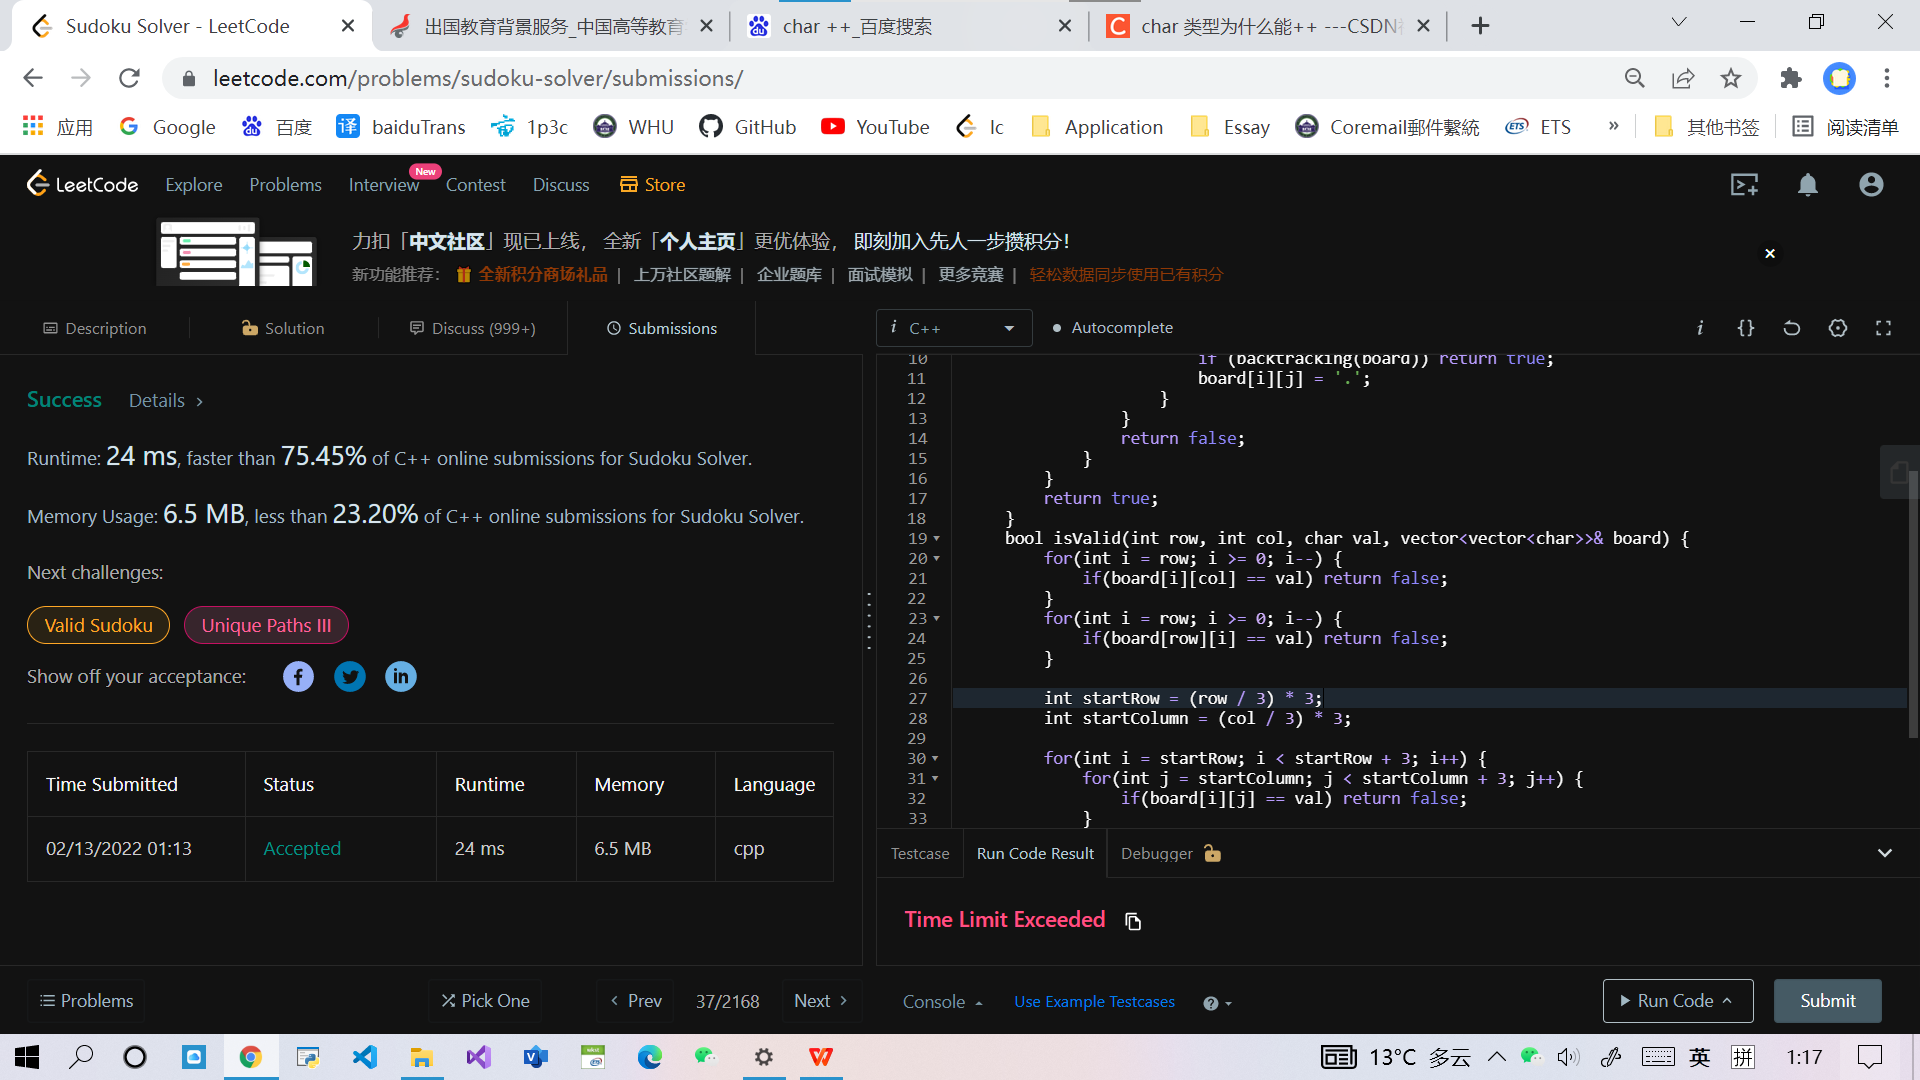 Sudoku Solver - LeetCode
出国教育背景服务_中国高等教育
char ++_百度搜索
char 类型为什么能++ ---CSDN
leetcode.com/problems/sudoku-solver/submissions/
应用
Google
百度
译
baiduTrans
1p3c
WHU
GitHub
YouTube
lc
Application
Essay
Coremail郵件繫統
ETS
ETS
»
其他书签
阅读清单
LeetCode
Explore
Problems
Interview
New
Contest
Discuss
Store
力扣「中文社区」现已上线， 全新「个人主页」更优体验， 即刻加入先人一步攒积分！
新功能推荐： 全新积分商场礼品 | 上万社区题解 | 企业题库 | 面试模拟 | 更多竞赛 | 轻松数据同步使用已有积分
Description
Solution
Discuss (999+)
Submissions
Success
Details >
Runtime: 24 ms, faster than 75.45% of C++ online submissions for Sudoku Solver.
Memory Usage: 6.5 MB, less than 23.20% of C++ online submissions for Sudoku Solver.
Next challenges:
Valid Sudoku
Unique Paths III
Show off your acceptance:
Time Submitted Status Runtime Memory Language
02/13/2022 01:13 Accepted 24 ms 6.5 MB cpp
Problems
Pick One
Prev
37/2168
Next
i C++
Autocomplete
10 if (backtracking(board)) return true;
11 board[i][j] = '.';
12 }
13 }
14 return false;
15 }
16 }
17 return true;
18 }
19 bool isValid(int row, int col, char val, vector<vector<char>>& board) {
20 for(int i = row; i >= 0; i--) {
21 if(board[i][col] == val) return false;
22 }
23 for(int i = row; i >= 0; i--) {
24 if(board[row][i] == val) return false;
25 }
26
27 int startRow = (row / 3) * 3;
28 int startColumn = (col / 3) * 3;
29
30 for(int i = startRow; i < startRow + 3; i++) {
31 for(int j = startColumn; j < startColumn + 3; j++) {
32 if(board[i][j] == val) return false;
33 }
Testcase
Run Code Result
Debugger
Time Limit Exceeded
Console
Use Example Testcases
Run Code
Submit
13°C 多云
英
拼
1:17